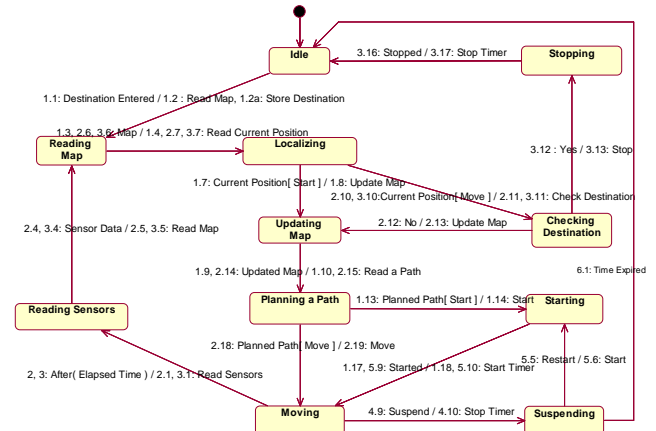 Idle
3.16: Stopped / 3.17: Stop Timer
Stopping
1.1: Destination Entered / 1.2 : Read Map, 1.2a: Store Destination
1.3, 2.6, 3.6: Map / 1.4, 2.7, 3.7: Read Current Position
Reading
Map
Localizing
3.12 : Yes / 3.13: Stop
1.7: Current Position[ Start ] / 1.8: Update Map
2.10, 3.10:Current Position[ Move ] / 2.11, 3.11: Check Destination
2.4, 3.4: Sensor Data / 2.5, 3.5: Read Map
Updating
Map
2.12: No / 2.13: Update Map
Checking
Destination
1.9, 2.14: Updated Map / 1.10, 2.15: Read a Path
6.1: Time Expired
Reading Sensors
Planning a Path
1.13: Planned Path[ Start ] / 1.14: Start
Starting
2.18: Planned Path[ Move ] / 2.19: Move
5.5: Restart / 5.6: Start
2, 3: After( Elapsed Time ) / 2.1, 3.1: Read Sensors
1.17, 5.9: Started / 1.18, 5.10: Start Timer
Moving
4.9: Suspend / 4.10: Stop Timer
Suspending